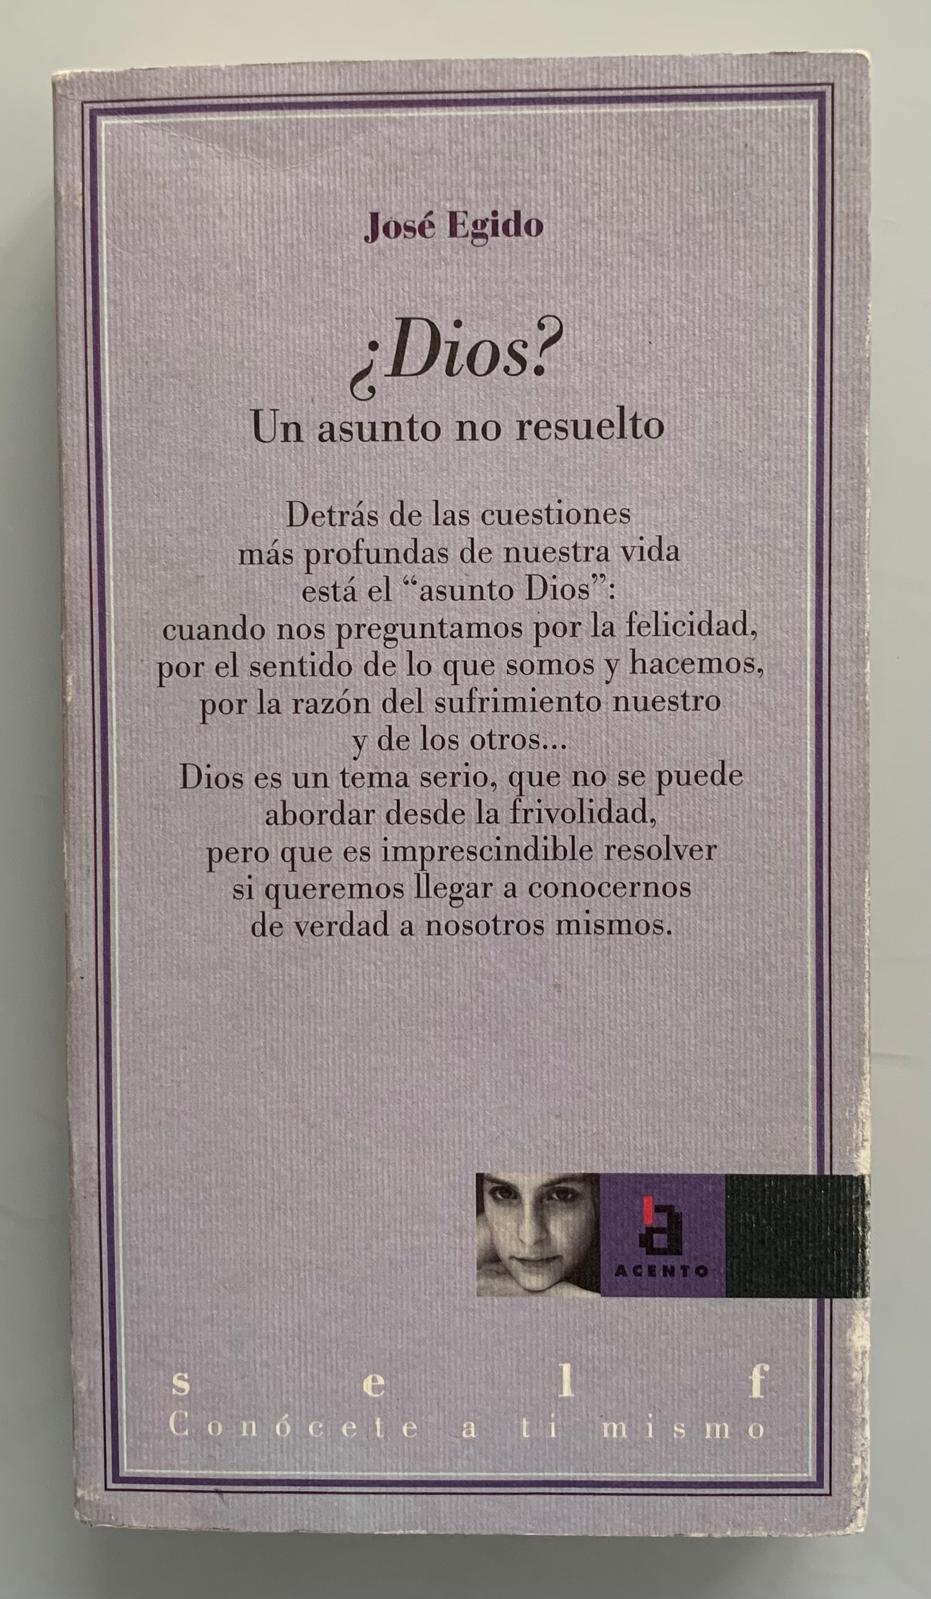 José Egido
¿Dios?
Un asunto no resuelto
Detrás de las cuestiones
más profundas de nuestra vida
está el “asunto Dios”:
cuando nos preguntamos por la felicidad,
por el sentido de lo que somos y hacemos,
por la razón del sufrimiento nuestro
y de los otros...
Dios es un tema serio, que no se puede
abordar desde la frivolidad,
pero que es imprescindible resolver
si queremos llegar a conocernos
de verdad a nosotros mismos.
a
ACENTO
self
Conócete a ti mismo